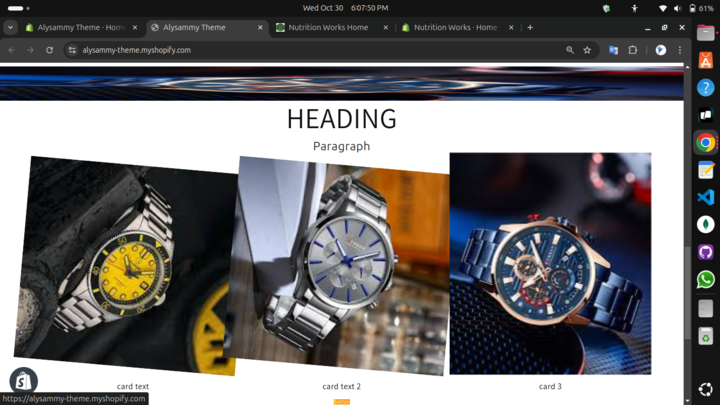 Wed Oct 30 6:07:50 PM
61%
Alysammy Theme · Hom
Alysammy Theme
Nutrition Works Home
Nutrition Works · Home
alysammy-theme.myshopify.com
HEADING
Paragraph
card text
card text 2
card 3
https://alysammy-theme.myshopify.com